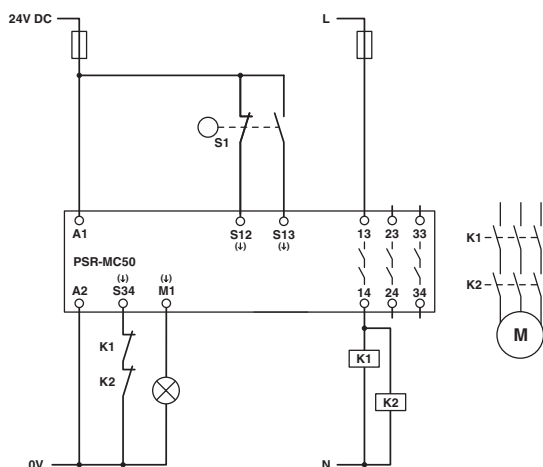 24V DC
L
S1
A1
S12
(↓)
S13
(↓)
13
23
33
PSR-MC50
(↓)
(↓)
A2
S34
M1
14
24
34
K1
K2
K1
K2
0V
N
K1
K2
M